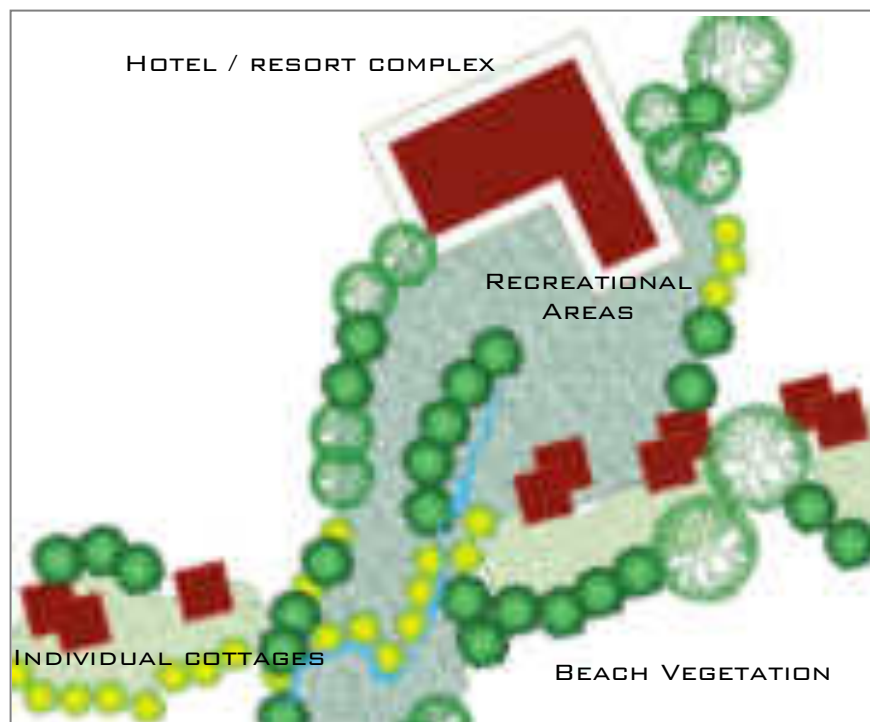 Hotel / resort complex
Recreational
Areas
Individual cottages
Beach Vegetation